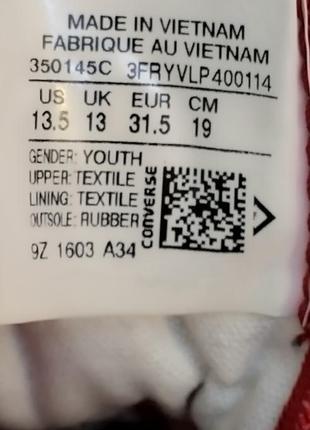 MADE IN VIETNAM
FABRIQUE AU VIETNAM
350145C 3FRYVLP400114
US UK EUR CM
13.5 13 31.5 19
GENDER: YOUTH
UPPER: TEXTILE
LINING: TEXTILE
OUTSOLE: RUBBER
CONVERSE
9Z 1603 A34